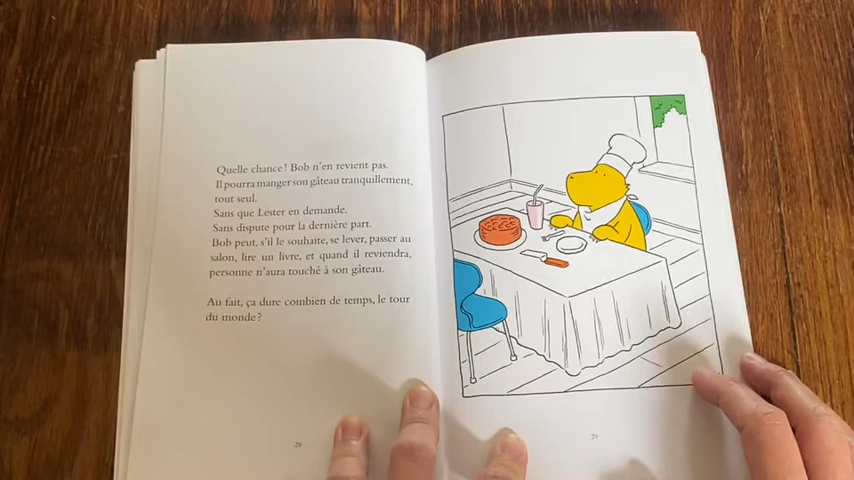 Quelle chance ! Bob n'en revient pas.
Il pourra manger son gâteau tranquillement,
tout seul.
Sans que Lester en demande.
Sans dispute pour la dernière part.
Bob peut, s'il le souhaite, se lever, passer au
salon, lire un livre, et quand il reviendra,
personne n'aura touché à son gâteau.
Au fait, ça dure combien de temps, le tour
du monde ?
28
29